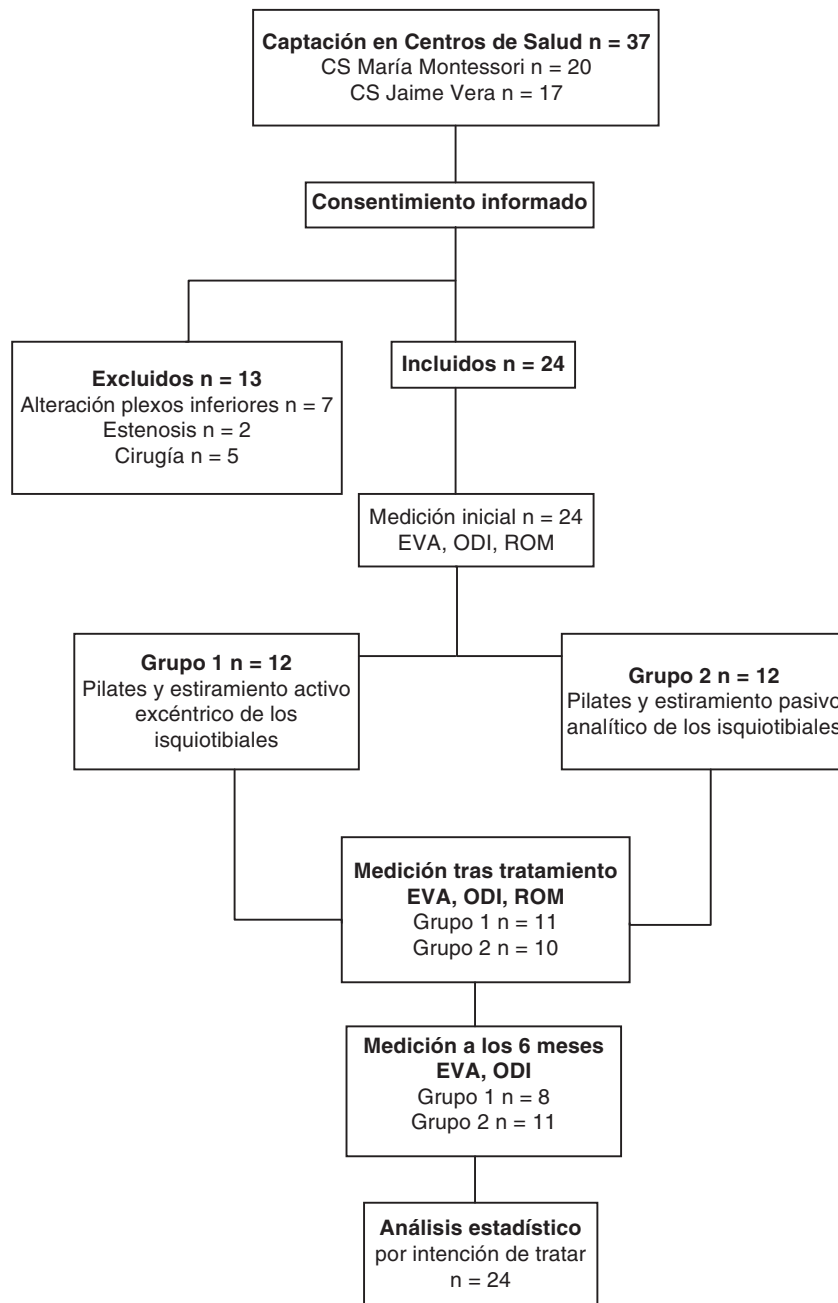 Captación en Centros de Salud n = 37
CS María Montessori n = 20
CS Jaime Vera n = 17
Consentimiento informado
Excluidos n = 13
Alteración plexos inferiores n = 7
Estenosis n = 2
Cirugía n = 5
Incluidos n = 24
Medición inicial n = 24
EVA, ODI, ROM
Grupo 1 n = 12
Pilates y estiramiento activo
excéntrico de los
isquiotibiales
Grupo 2 n = 12
Pilates y estiramiento pasivo
analítico de los isquiotibiales
Medición tras tratamiento
EVA, ODI, ROM
Grupo 1 n = 11
Grupo 2 n = 10
Medición a los 6 meses
EVA, ODI
Grupo 1 n = 8
Grupo 2 n = 11
Análisis estadístico
por intención de tratar
n = 24